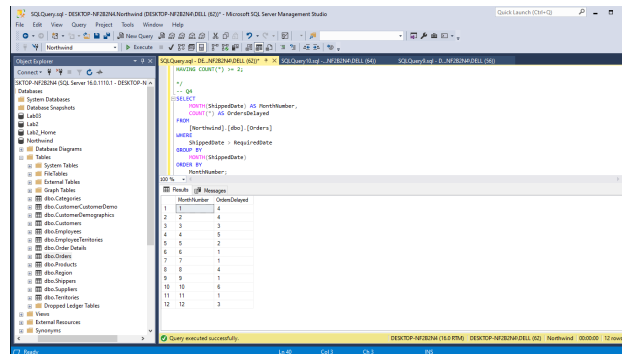 SQLQuery.sql - DESKTOP-NF2B2N4.Northwind (DESKTOP-NF2B2N4\DELL (62))* - Microsoft SQL Server Management Studio
Quick Launch (Ctrl+Q)
File Edit View Query Project Tools Window Help
New Query
Northwind
Execute
Object Explorer
Connect
SKTOP-N2B2N4 (SQL Server 16.0.1110.1 - DESKTOP-N
Databases
System Databases
Database Snapshots
Lab03
Lab2
Lab2_Home
Northwind
Database Diagrams
Tables
System Tables
FileTables
External Tables
Graph Tables
dbo.Categories
dbo.CustomerCustomerDemo
dbo.CustomerDemographics
dbo.Customers
dbo.Employees
dbo.EmployeeTerritories
dbo.Order Details
dbo.Orders
dbo.Products
dbo.Region
dbo.Shippers
dbo.Suppliers
dbo.Territories
Dropped Ledger Tables
Views
External Resources
Synonyms
SQLQuery.sql - DE...NF2B2N4\DELL (62))*
SQLQuery10.sql -...NF2B2N4\DELL (64))
SQLQuery9.sql - D...NF2B2N4\DELL (56))
HAVING COUNT(*) >= 2;
*/
-- Q4
SELECT
MONTH(ShippedDate) AS MonthNumber,
COUNT(*) AS OrdersDelayed
FROM
[Northwind].[dbo].[Orders]
WHERE
ShippedDate > RequiredDate
GROUP BY
MONTH(ShippedDate)
ORDER BY
MonthNumber;
100 %
Results Messages
MonthNumber OrdersDelayed
1 1 4
2 2 4
3 3 3
4 4 5
5 5 2
6 6 1
7 7 1
8 8 4
9 9 1
10 10 6
11 11 1
12 12 3
Query executed successfully.
DESKTOP-NF2B2N4 (16.0 RTM) DESKTOP-NF2B2N4\DELL (62) Northwind 00:00:00 12 rows
Ready
Ln 40 Col 3 Ch 3 INS